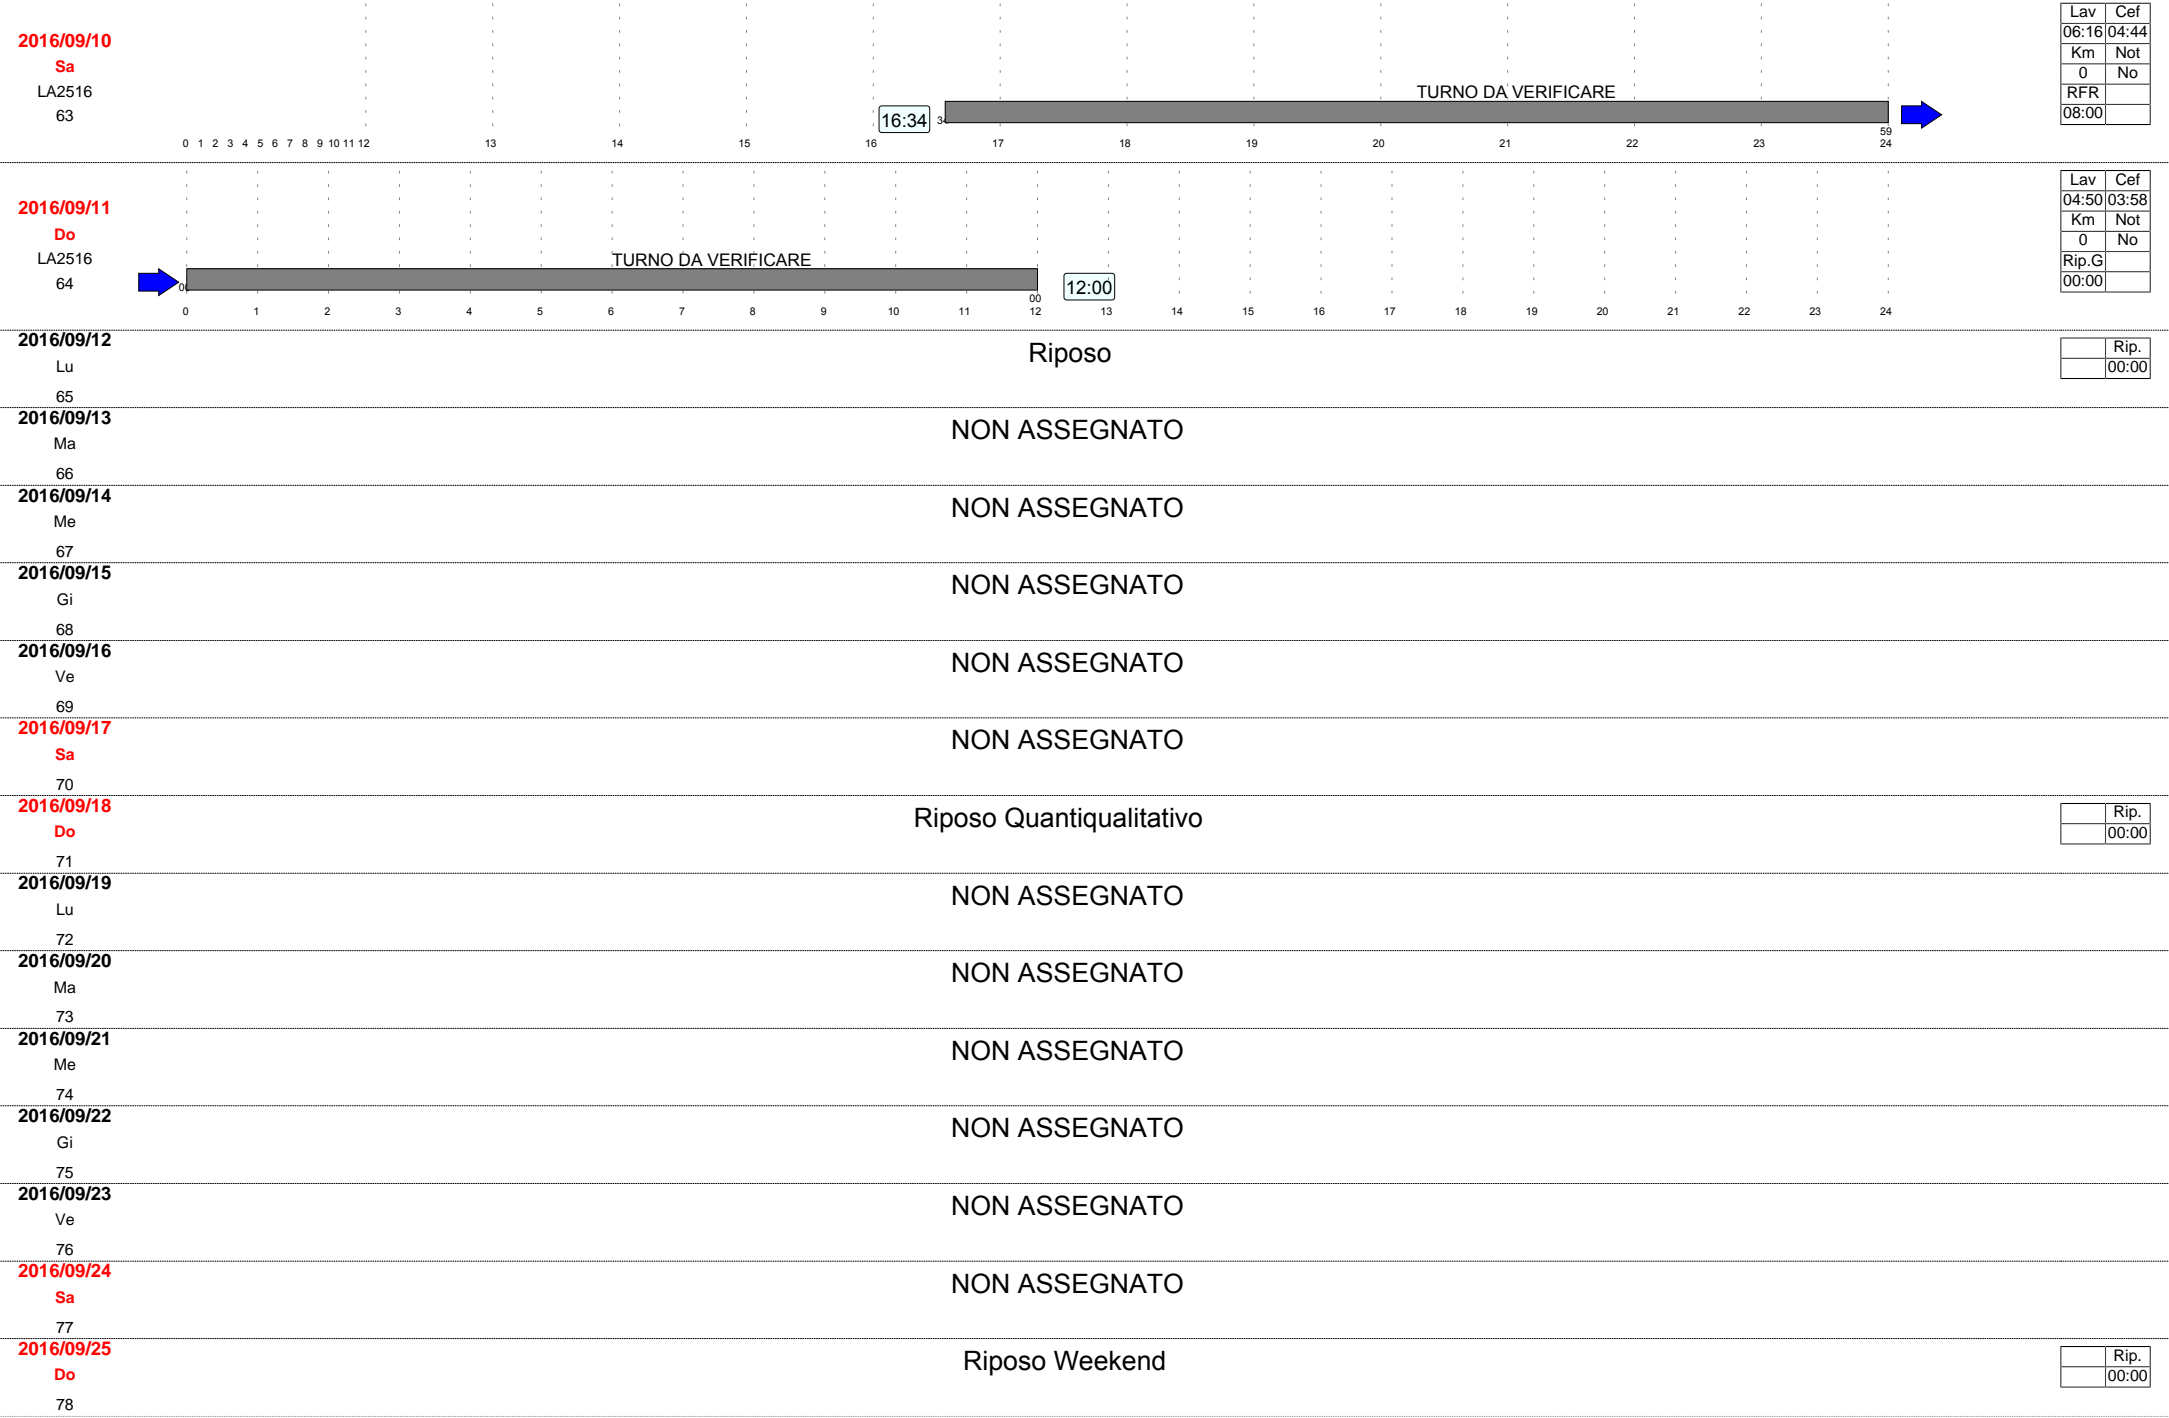 2016/09/10
Sa
LA2516
63
16:34
TURNO DA VERIFICARE
59
0 1 2 3 4 5 6 7 8 9 10 11 12 13 14 15 16 17 18 19 20 21 22 23 24
Lav Cef
06:16 04:44
Km Not
0 No
RFR
08:00
2016/09/11
Do
LA2516
64
TURNO DA VERIFICARE
00
12:00
0 1 2 3 4 5 6 7 8 9 10 11 12 13 14 15 16 17 18 19 20 21 22 23 24
Lav Cef
04:50 03:58
Km Not
0 No
Rip.G
00:00
2016/09/12
Lu
65
Riposo
Rip.
00:00
2016/09/13
Ma
66
NON ASSEGNATO
2016/09/14
Me
67
NON ASSEGNATO
2016/09/15
Gi
68
NON ASSEGNATO
2016/09/16
Ve
69
NON ASSEGNATO
2016/09/17
Sa
70
NON ASSEGNATO
2016/09/18
Do
71
Riposo Quantiqualitativo
Rip.
00:00
2016/09/19
Lu
72
NON ASSEGNATO
2016/09/20
Ma
73
NON ASSEGNATO
2016/09/21
Me
74
NON ASSEGNATO
2016/09/22
Gi
75
NON ASSEGNATO
2016/09/23
Ve
76
NON ASSEGNATO
2016/09/24
Sa
77
NON ASSEGNATO
2016/09/25
Do
78
Riposo Weekend
Rip.
00:00